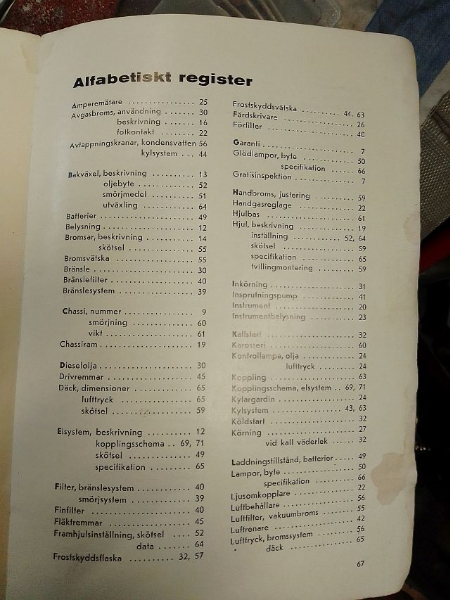 Alfabetiskt register
Amperemätare ............... 25
Avgasbroms, användning ........ 30
beskrivning ........ 16
fotkontakt ........ 22
Avtappningskranar, kondensvatten 56
kylsystem ... 44
Bakväxel, beskrivning .......... 13
oljebyte ............. 52
smörjmedel .......... 51
utväxling ............ 64
Batterier .................... 49
Belysning .................... 12
Bromsar, beskrivning ........... 14
skötsel ............... 55
Bromsvätska ................. 55
Bränsle ..................... 30
Bränslefilter ................. 40
Bränslesystem ................ 39
Chassi, nummer ............... 9
smörjning ............. 60
vikt ................. 61
Chassiram ................... 19
Dieselolja .................. 30
Drivremmar ................. 45
Däck, dimensioner ............ 65
lufttryck .............. 65
skötsel ............... 59
Elsystem, beskrivning .......... 12
kopplingsschema .. 69, 71
skötsel .............. 49
specifikation .......... 65
Filter, bränslesystem ........... 40
smörjsystem ............ 39
Finfilter ................... 40
Fläktremmar ................. 45
Framhjulsinställning, skötsel .... 52
data ....... 64
Frostskyddsflaska ........... 32, 57
Frostskyddsvätska .......... 44, 63
Färdskrivare ................ 26
Förfilter ...................
Garanti .................... 7
Glödlampor, byte ............ 50
specifikation ...... 66
Gratisinspektion ............. 7
Handbroms, justering ......... 59
Handgasreglage ............. 22
Hjulbas .................... 61
Hjul, beskrivning ............ 19
inställning .......... 52, 64
skötsel ............... 59
specifikation ........... 65
tvillingmontering ........ 59
Inkörning .................. 31
Insprutningspump ............ 41
Instrument ................. 20
Instrumentbelysning .......... 23
Kallstart ................... 32
Karosseri .................. 60
Kontrollampa, olja ........... 24
lufttryck ....... 24
Koppling ................... 63
Kopplingsschema, elsystem .. 69, 71
Kylargardin ................. 24
Kylsystem ............... 43, 63
Köldstart ................... 32
Körning .................... 27
vid kall väderlek ....... 32
Laddningstillstånd, batterier .... 49
Lampor, byte ............... 50
specifikation .......... 66
Ljusomkopplare ............. 22
Luftbehållare ............... 56
Luftfilter, vakuumbroms ....... 55
Luftrenare ................. 42
Lufttryck, bromssystem ........ 56
däck ............... 65
67